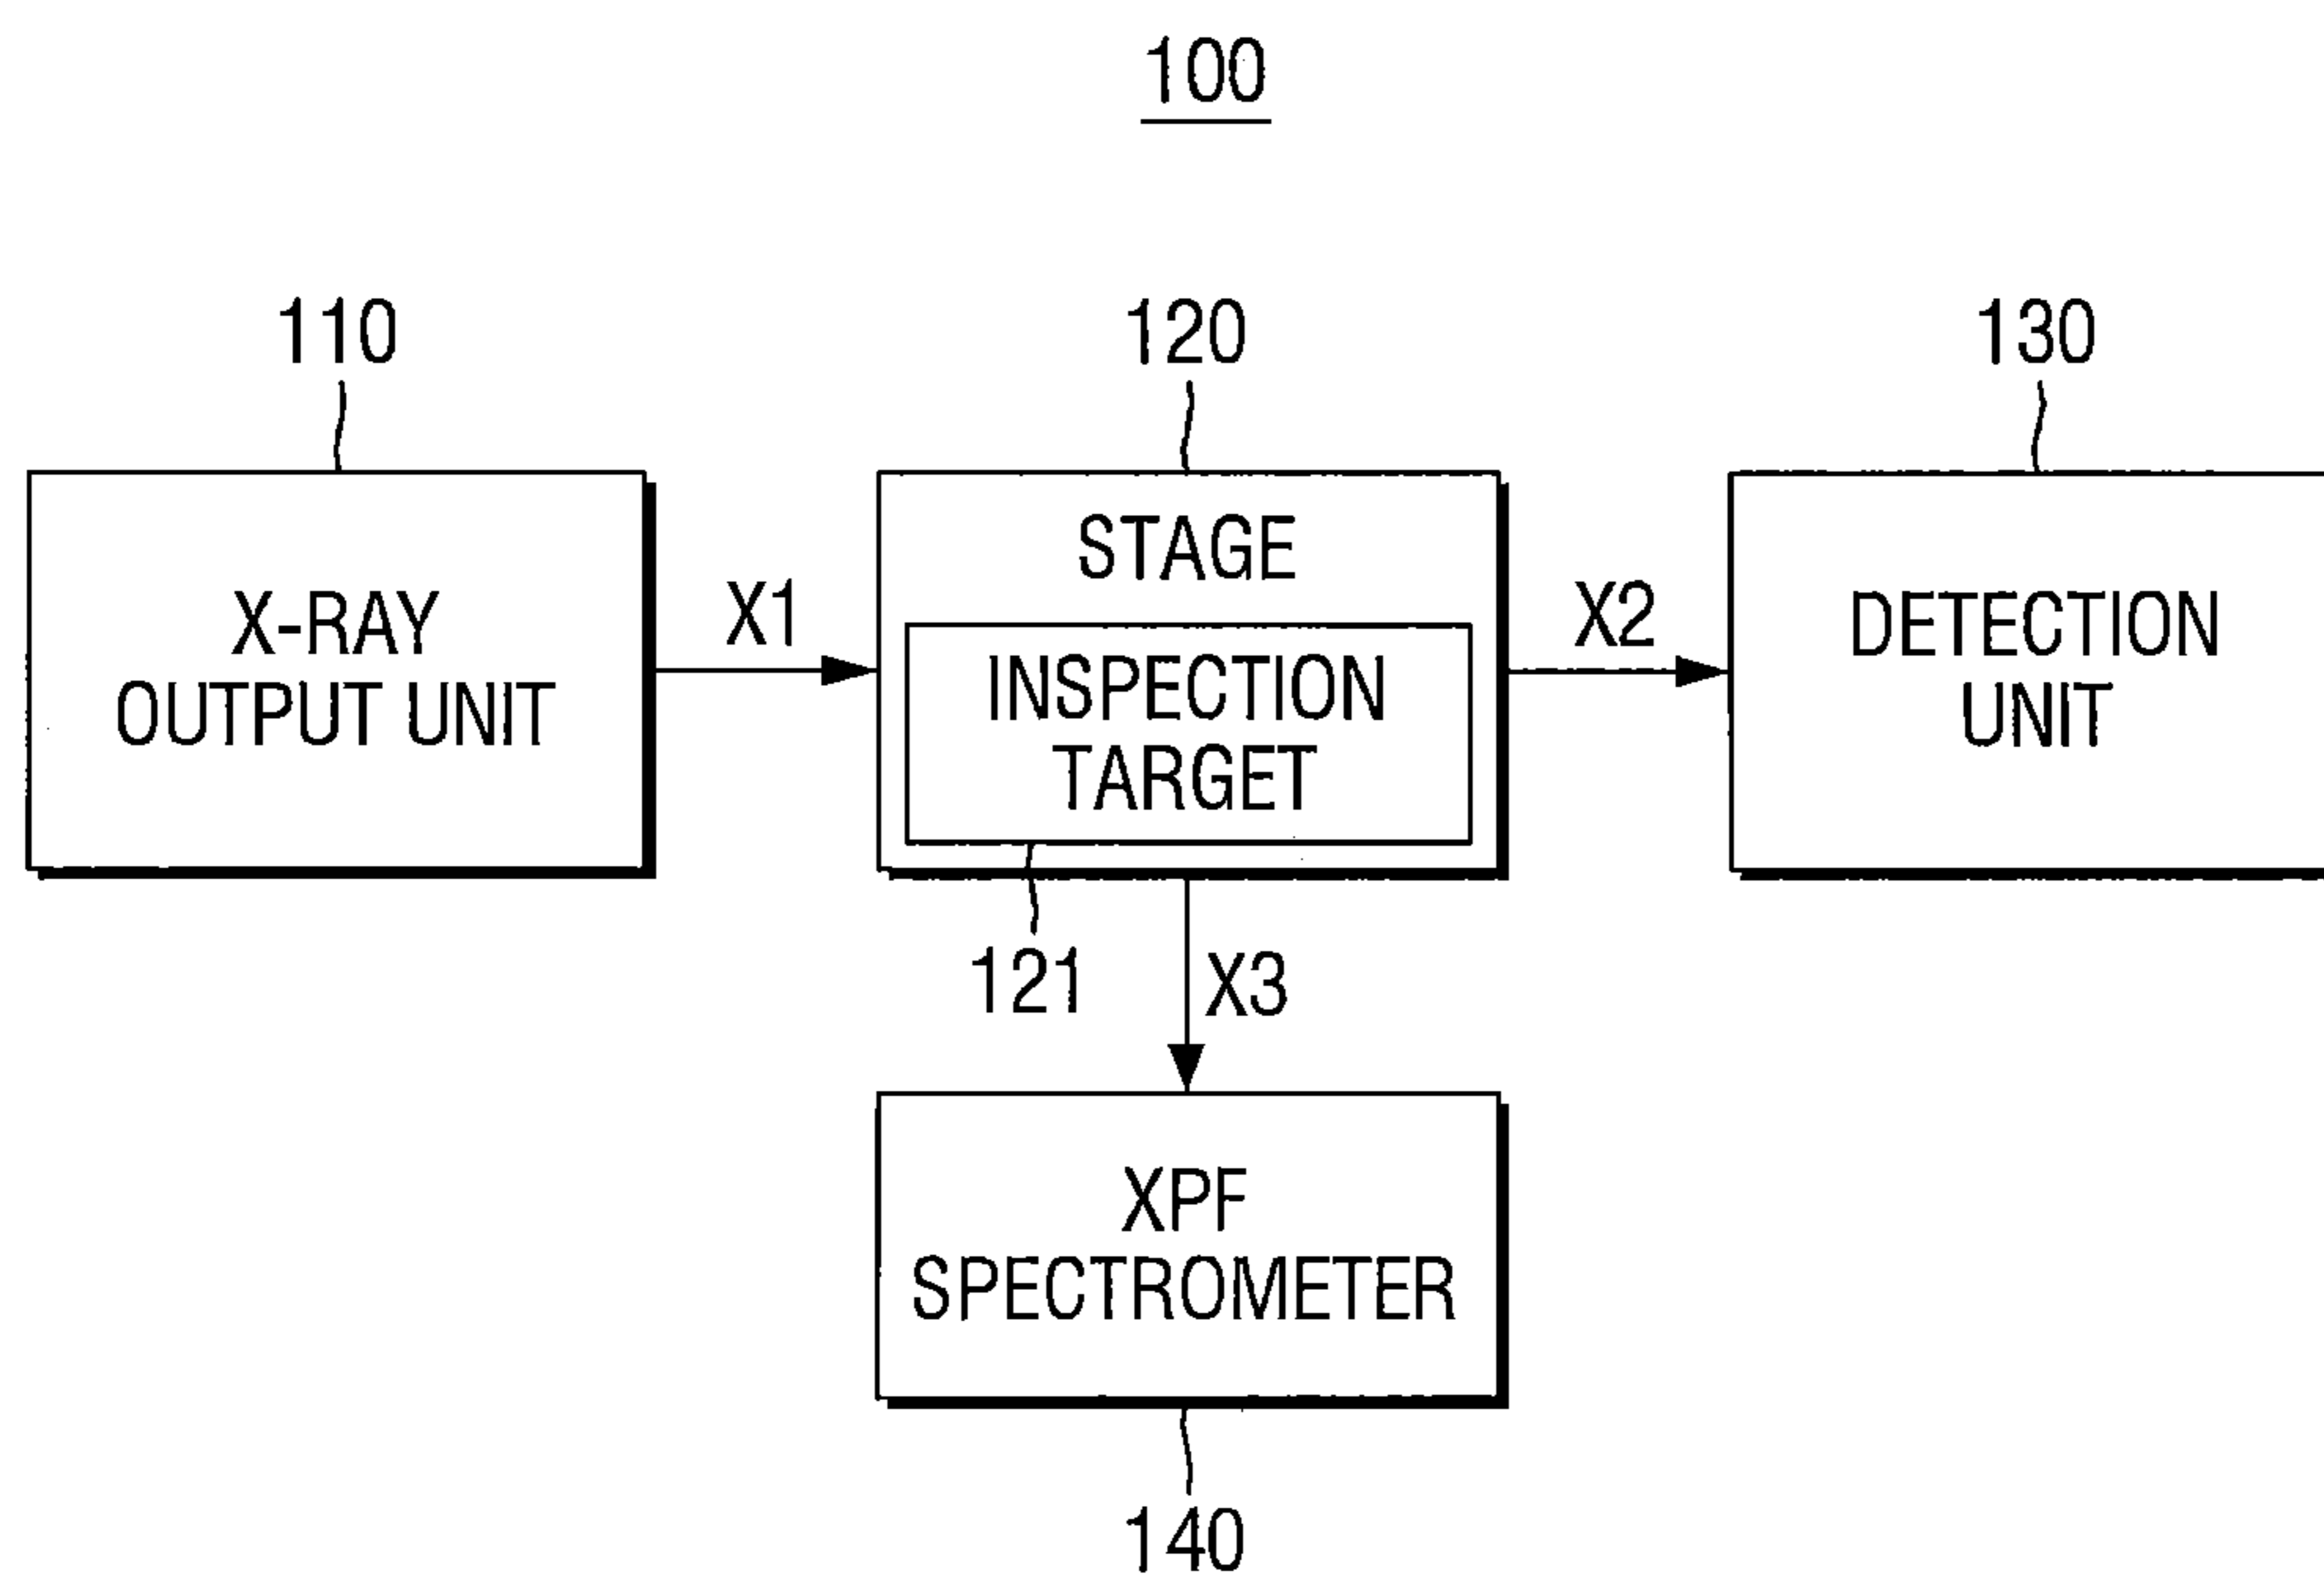 100
110
120
130
X-RAY
OUTPUT UNIT
X1
STAGE
INSPECTION
TARGET
X2
DETECTION
UNIT
121
X3
XPF
SPECTROMETER
140